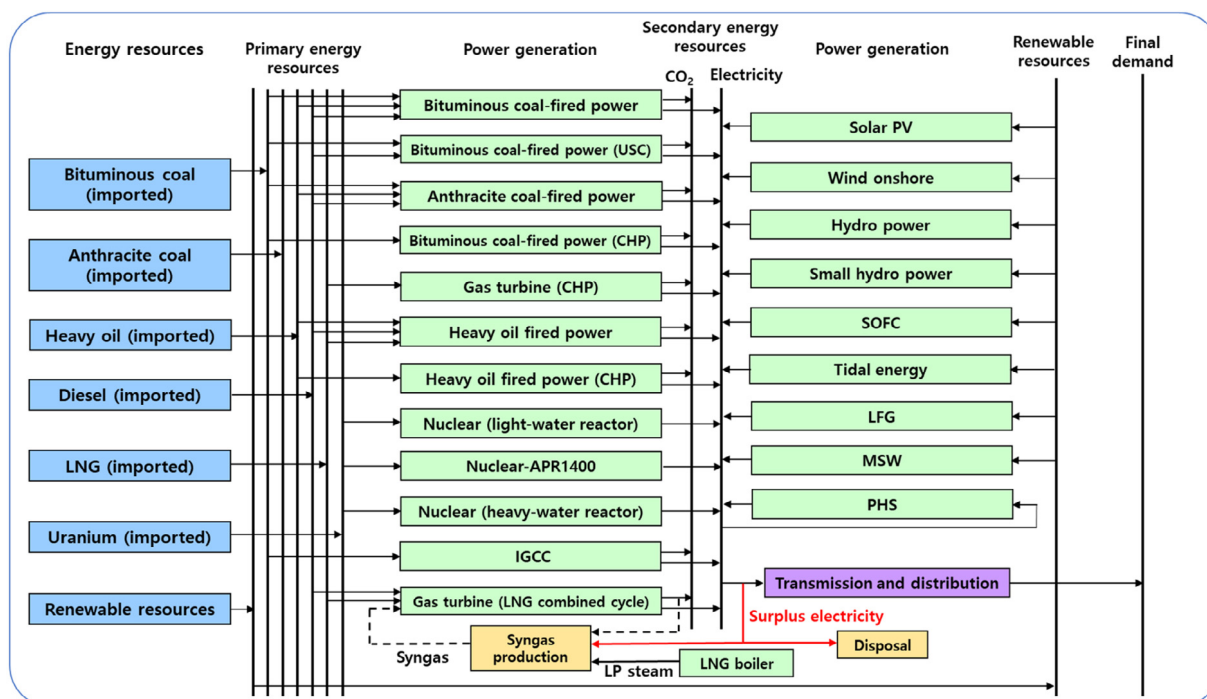 Energy resources
Primary energy
resources
Power generation
Secondary energy
resources
CO2
Electricity
Power generation
Renewable
resources
Final
demand
Bituminous coal
(imported)
Anthracite coal
(imported)
Heavy oil (imported)
Diesel (imported)
LNG (imported)
Uranium (imported)
Renewable resources
Bituminous coal-fired power
Bituminous coal-fired power (USC)
Anthracite coal-fired power
Bituminous coal-fired power (CHP)
Gas turbine (CHP)
Heavy oil fired power
Heavy oil fired power (CHP)
Nuclear (light-water reactor)
Nuclear-APR1400
Nuclear (heavy-water reactor)
IGCC
Gas turbine (LNG combined cycle)
Solar PV
Wind onshore
Hydro power
Small hydro power
SOFC
Tidal energy
LFG
MSW
PHS
Transmission and distribution
Surplus electricity
Syngas
Syngas
production
Disposal
LP steam
LNG boiler